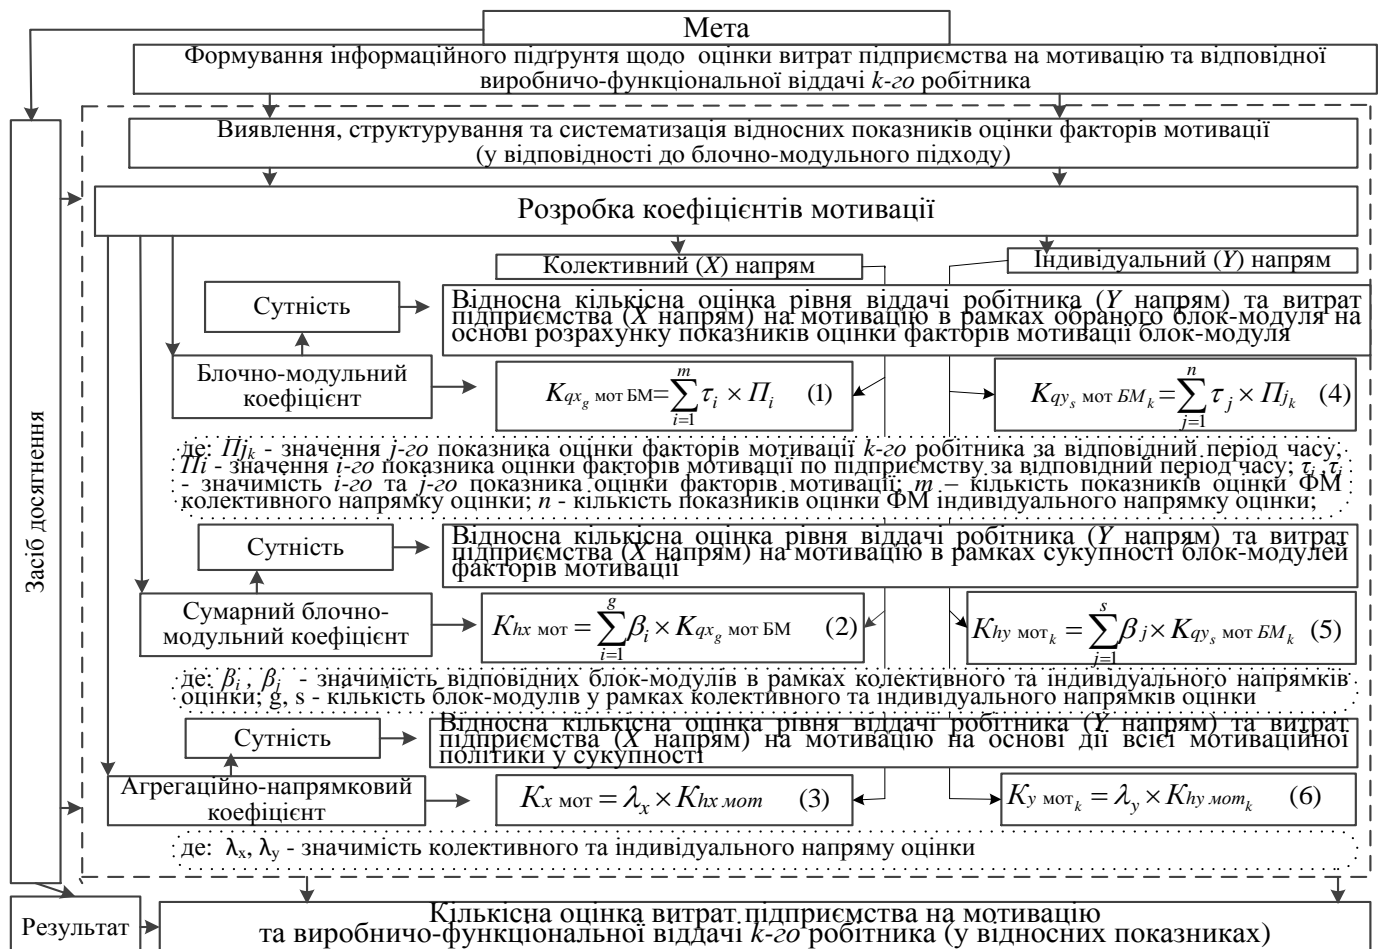 Мета
Формування інформаційного підґрунтя щодо оцінки витрат підприємства на мотивацію та відповідної
виробничо-функціональної віддачі k-го робітника
Виявлення, структурування та систематизація відносних показників оцінки факторів мотивації
(у відповідності до блочно-модульного підходу)
Засіб досягнення
Розробка коефіцієнтів мотивації
Колективний (X) напрям
Індивідуальний (Y) напрям
Сутність
Відносна кількісна оцінка рівня віддачі робітника (Y напрям) та витрат
підприємства (X напрям) на мотивацію в рамках обраного блок-модуля на
основі розрахунку показників оцінки факторів мотивації блок-модуля
Блочно-модульний
коефіцієнт
K_{qx_g мот БМ} = \sum_{i=1}^{m} τ_i × П_i (1)
K_{qy_s мот БМ_k} = \sum_{j=1}^{n} τ_j × П_{j_k} (4)
де: Пj_k - значення j-го показника оцінки факторів мотивації k-го робітника за відповідний період часу;
Пi - значення i-го показника оцінки факторів мотивації по підприємству за відповідний період часу; τ_i, τ_j
- значимість i-го та j-го показника оцінки факторів мотивації; m – кількість показників оцінки ФМ
колективного напрямку оцінки; n - кількість показників оцінки ФМ індивідуального напрямку оцінки;
Сутність
Відносна кількісна оцінка рівня віддачі робітника (Y напрям) та витрат
підприємства (X напрям) на мотивацію в рамках сукупності блок-модулей
факторів мотивації
Сумарний блочно-
модульний коефіцієнт
K_{hx мот} = \sum_{i=1}^{g} β_i × K_{qx_g мот БМ} (2)
K_{hy мот_k} = \sum_{j=1}^{s} β_j × K_{qy_s мот БМ_k} (5)
де: β_i , β_j - значимість відповідних блок-модулів в рамках колективного та індивідуального напрямків
оцінки; g, s - кількість блок-модулів у рамках колективного та індивідуального напрямків оцінки
Сутність
Відносна кількісна оцінка рівня віддачі робітника (Y напрям) та витрат
підприємства (X напрям) на мотивацію на основі дії всієї мотиваційної
політики у сукупності
Агрегаційно-напрямковий
коефіцієнт
K_{x мот} = λ_x × K_{hx мот} (3)
K_{y мот_k} = λ_y × K_{hy мот_k} (6)
де: λ_x, λ_y - значимість колективного та індивідуального напряму оцінки
Результат
Кількісна оцінка витрат підприємства на мотивацію
та виробничо-функціональної віддачі k-го робітника (у відносних показниках)